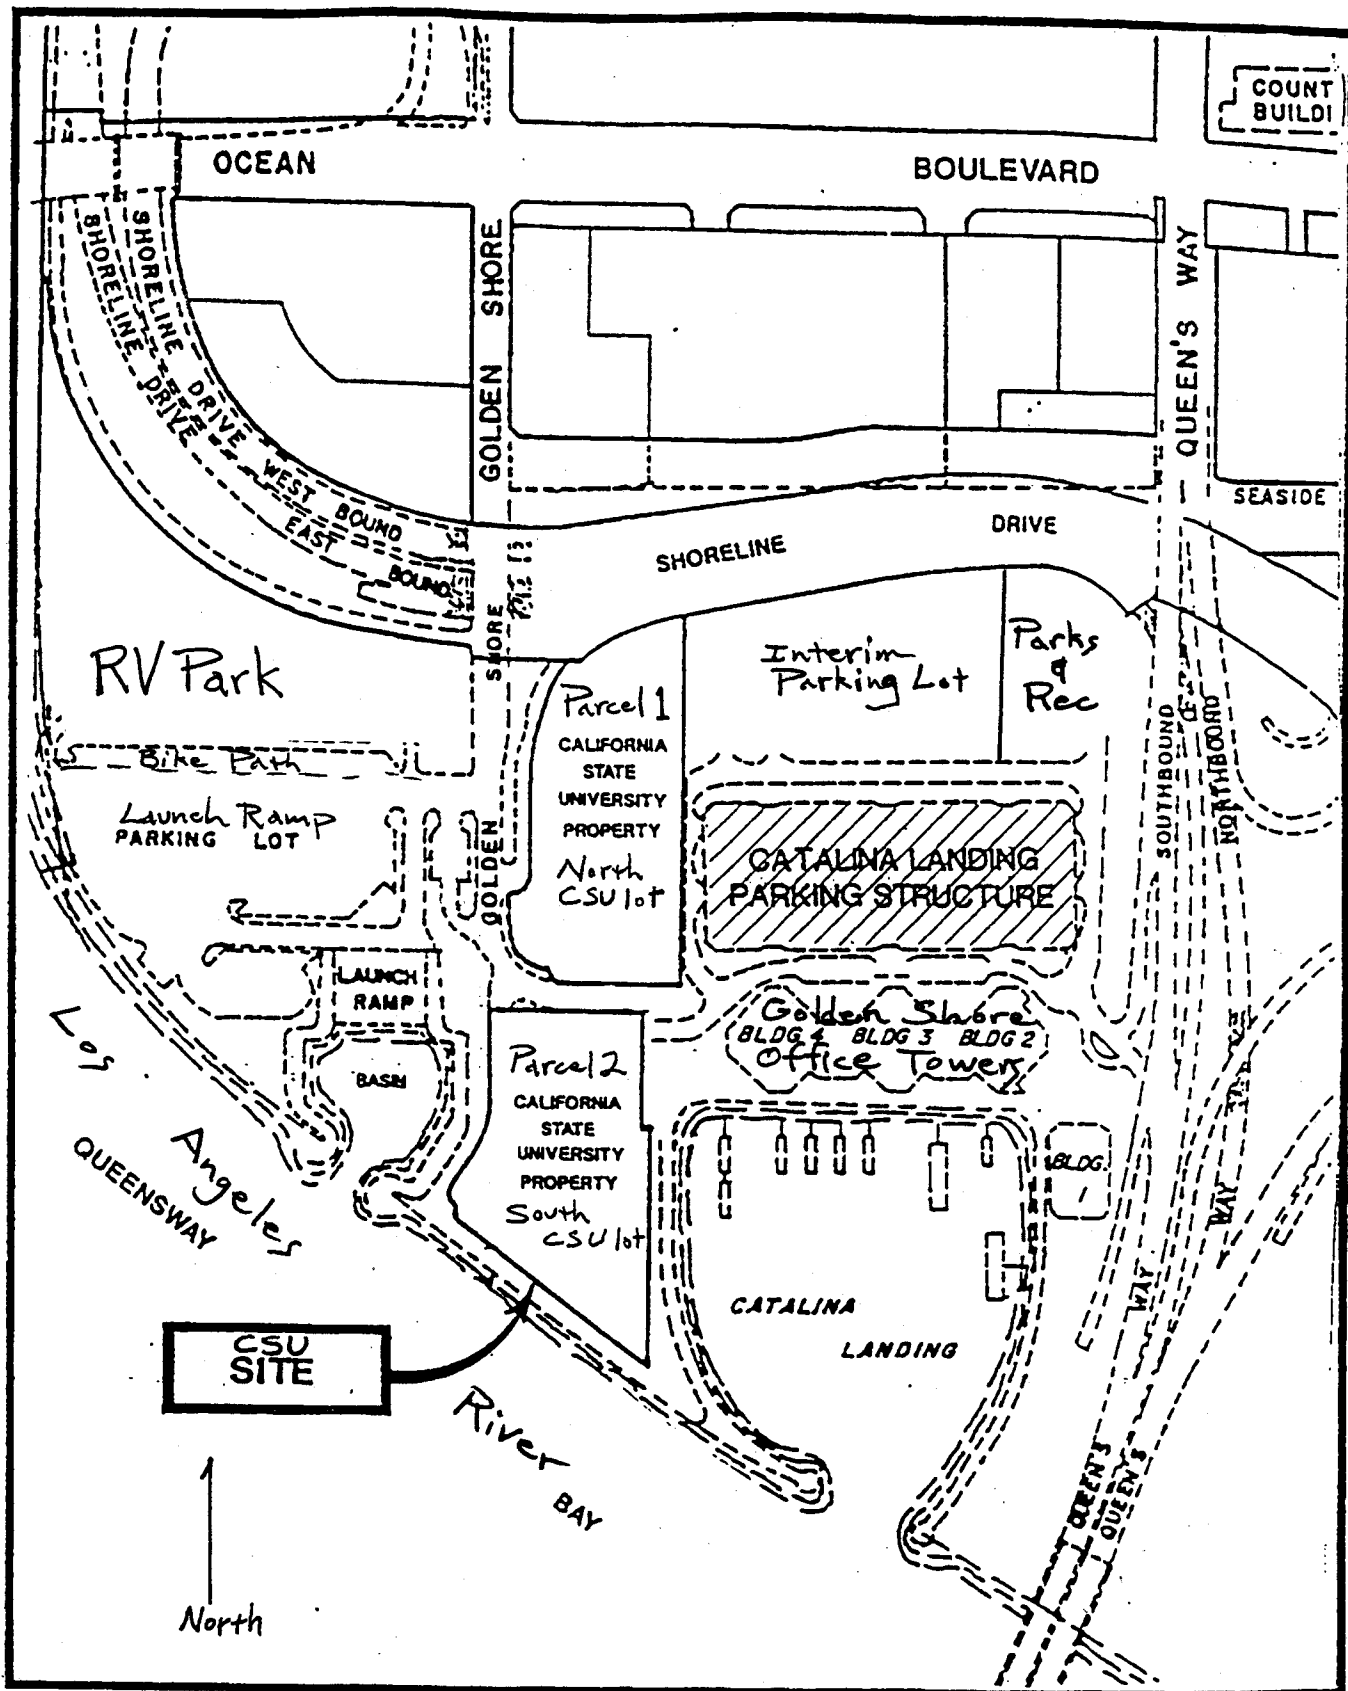 COUNT
BUILDI
OCEAN
BOULEVARD
SHORELINE DRIVE
SHORELINE DRIVE
WEST
BOUND
EAST
BOUND
GOLDEN SHORE
QUEEN'S WAY
SEASIDE
SHORELINE
DRIVE
GOLDEN
SHORE
RV Park
Bike Path
Launch Ramp
PARKING LOT
Parcel 1
CALIFORNIA
STATE
UNIVERSITY
PROPERTY
North
CSU lot
Interim
Parking Lot
Parks
&
Rec
SOUTHBOUND
NORTHBOUND
CATALINA LANDING
PARKING STRUCTURE
LAUNCH
RAMP
BASIN
Golden Shore
BLDG 4 BLDG 3 BLDG 2
Office Towers
Parcel 2
CALIFORNIA
STATE
UNIVERSITY
PROPERTY
South
CSU lot
BLDG.
1
Los
Angeles
River
QUEENSWAY
BAY
CATALINA
LANDING
WAY
WAY
QUEEN'S
QUEEN'S
CSU
SITE
North